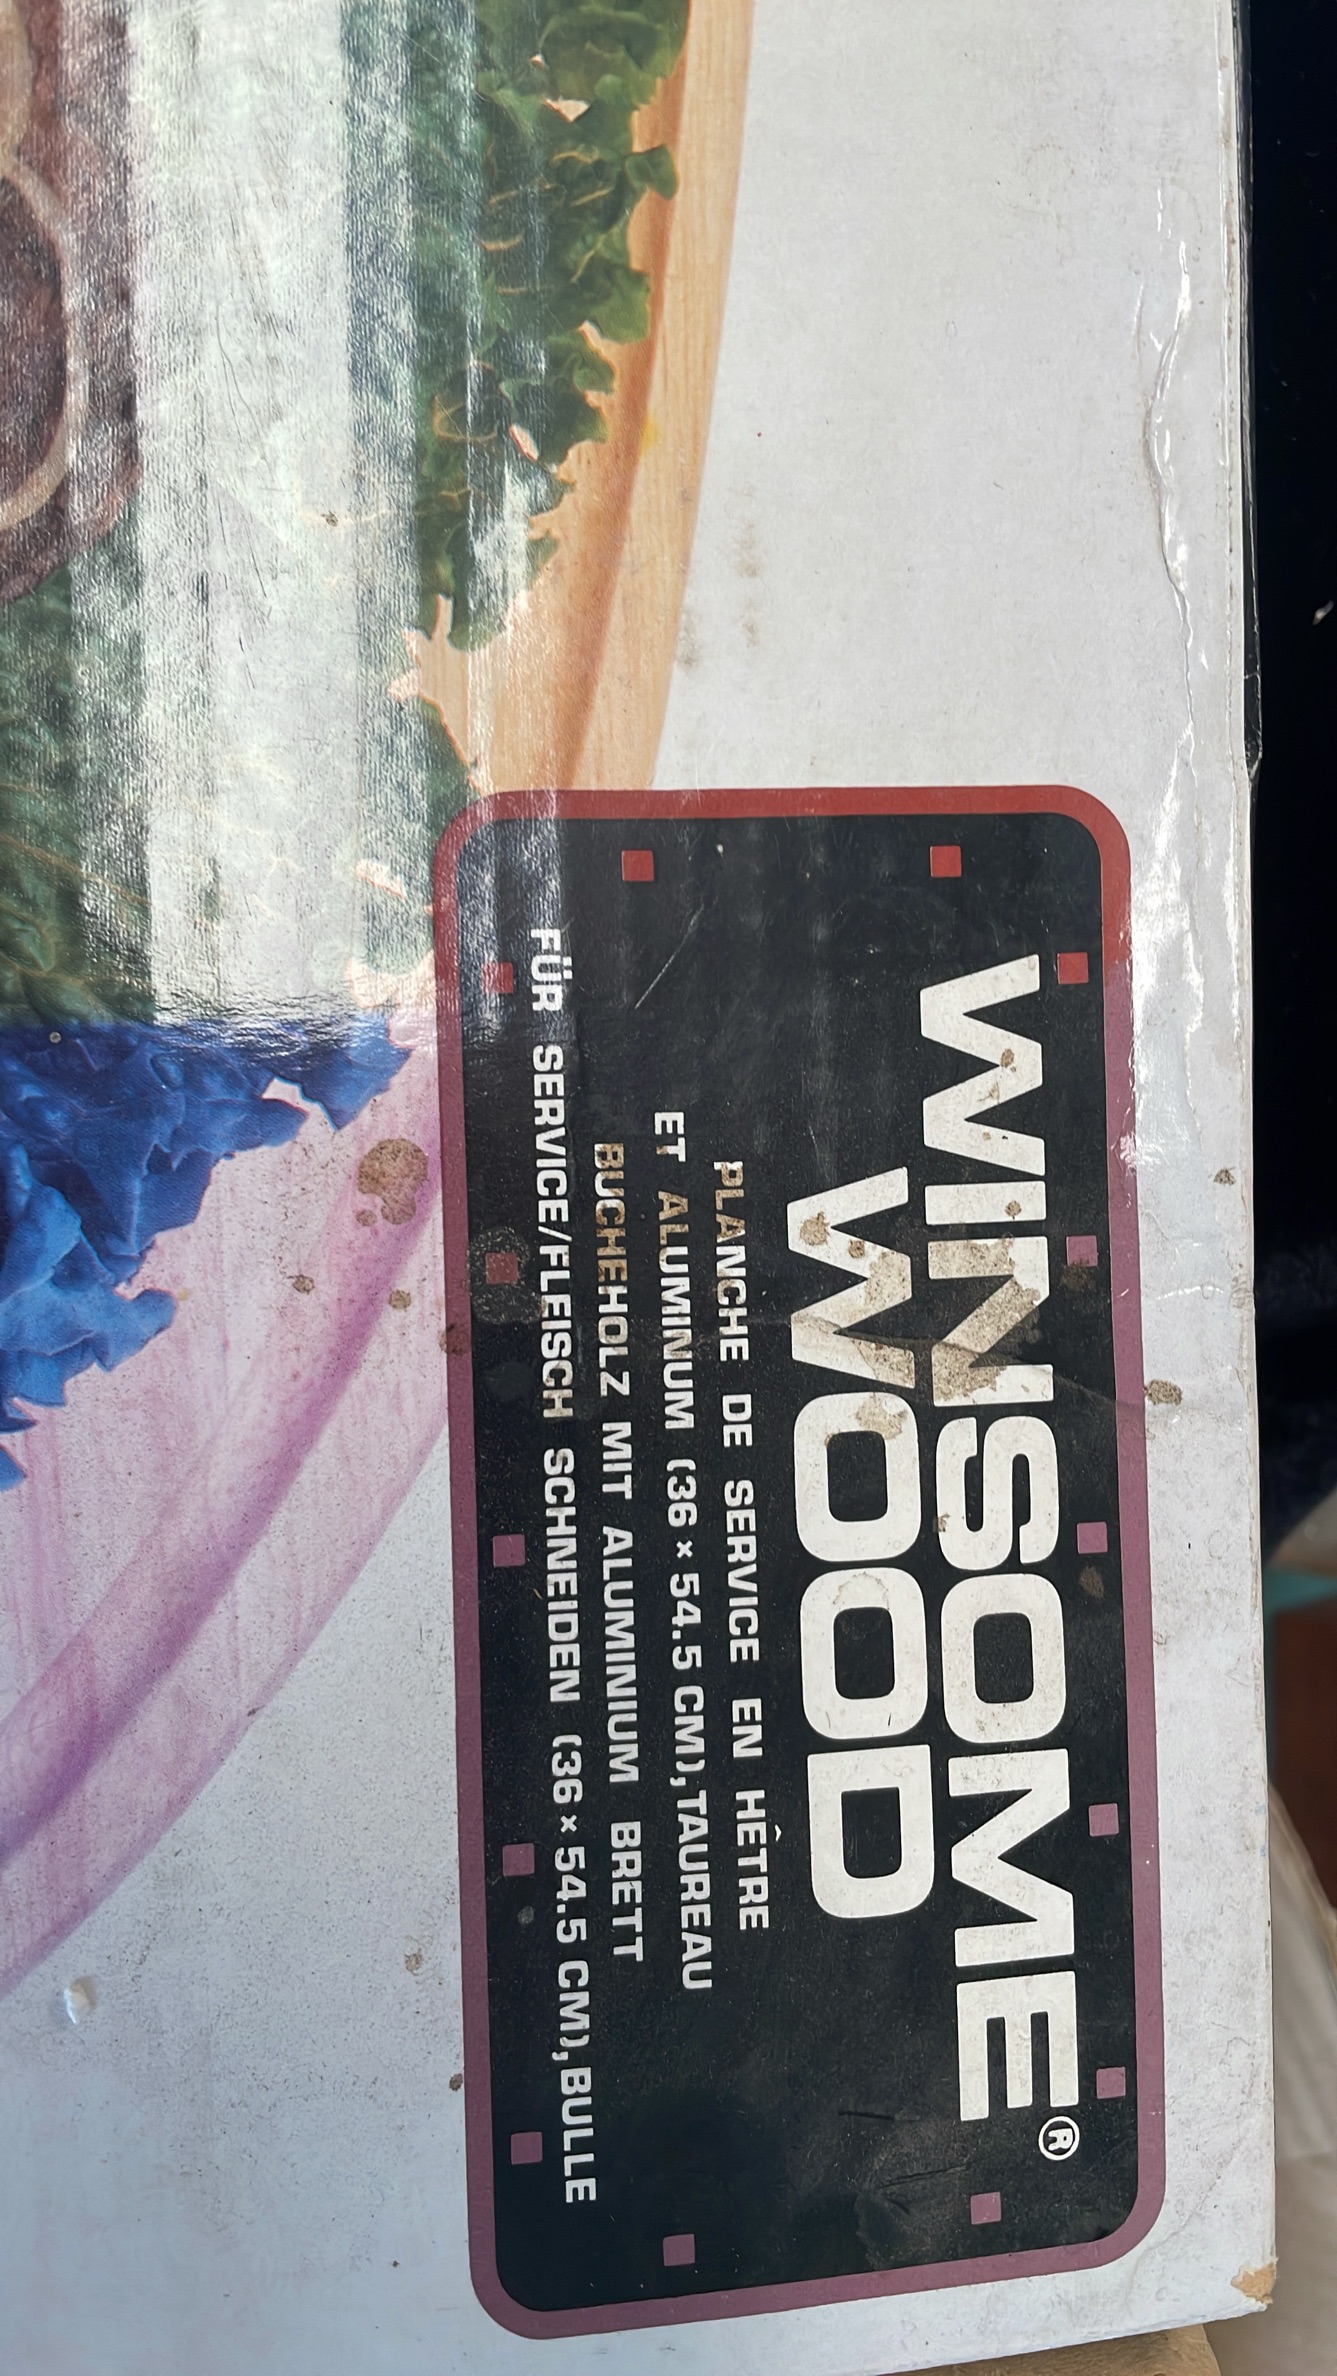 WINSOME®
WOOD
PLANCHE DE SERVICE EN HÊTRE
ET ALUMINUM (36 × 54.5 CM),TAUREAU
BUCHEHOLZ MIT ALUMINIUM BRETT
FÜR SERVICE/FLEISCH SCHNEIDEN (36 × 54.5 CM),BULLE